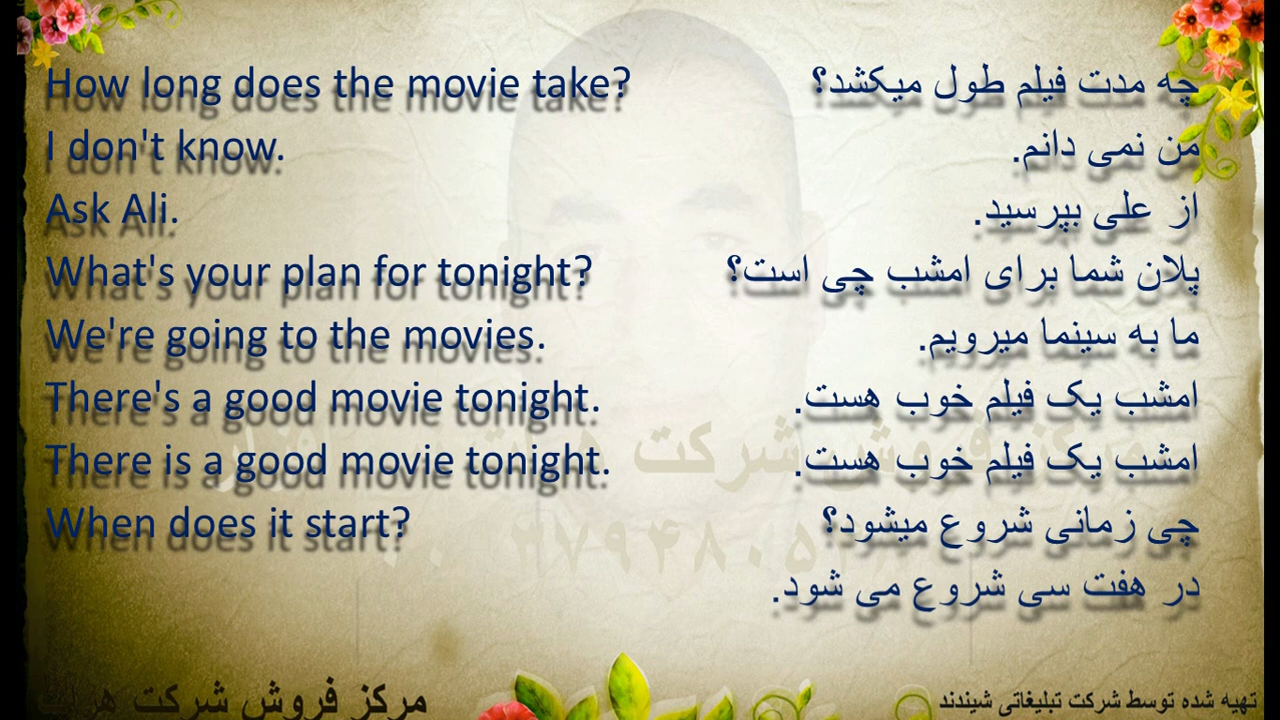 How long does the movie take? چه مدت فیلم طول میکشد؟
I don't know. من نمی دانم.
Ask Ali. از علی بپرسید.
What's your plan for tonight? پلان شما برای امشب چی است؟
We're going to the movies. ما به سینما میرویم.
There's a good movie tonight. امشب یک فیلم خوب هست.
There is a good movie tonight. امشب یک فیلم خوب هست.
When does it start? چی زمانی شروع میشود؟
در هفت سی شروع می شود.
مرکز فروش شرکت
مرکز فروش شرکت تهیه شده توسط شرکت تبلیغاتی شیندند